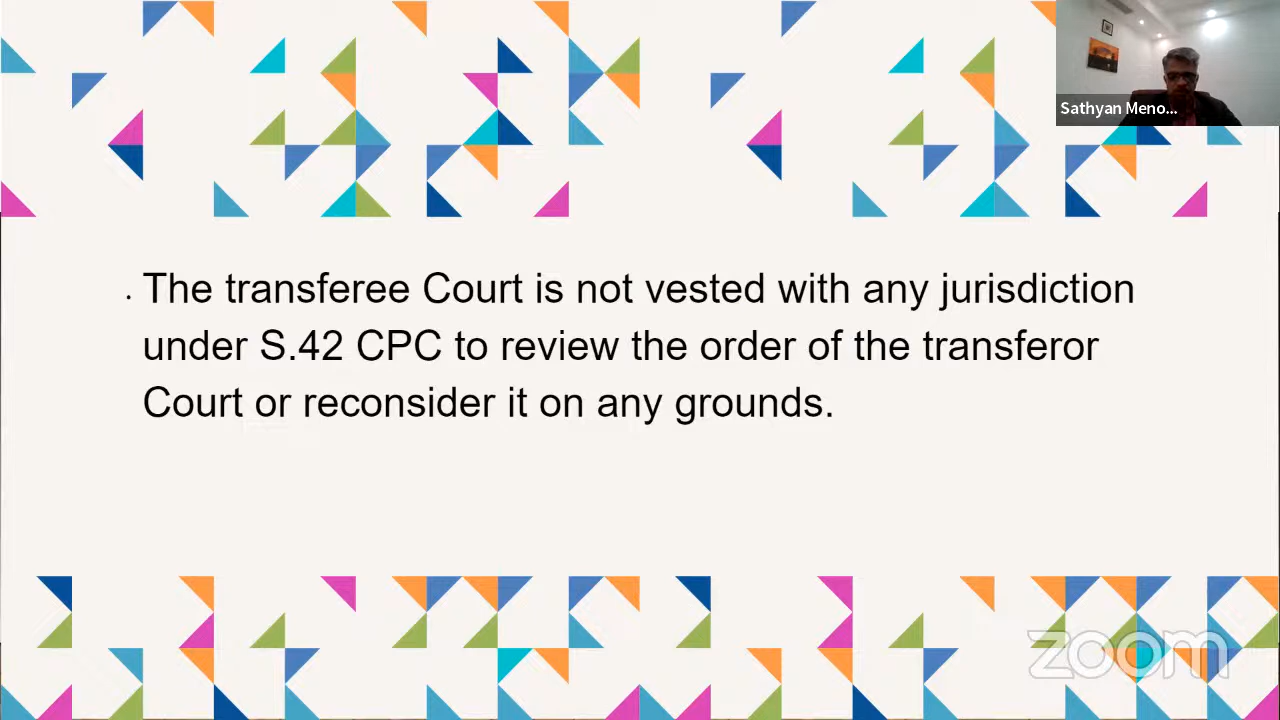 Sathyan Meno...
. The transferee Court is not vested with any jurisdiction
under S.42 CPC to review the order of the transferor
Court or reconsider it on any grounds.
zoom